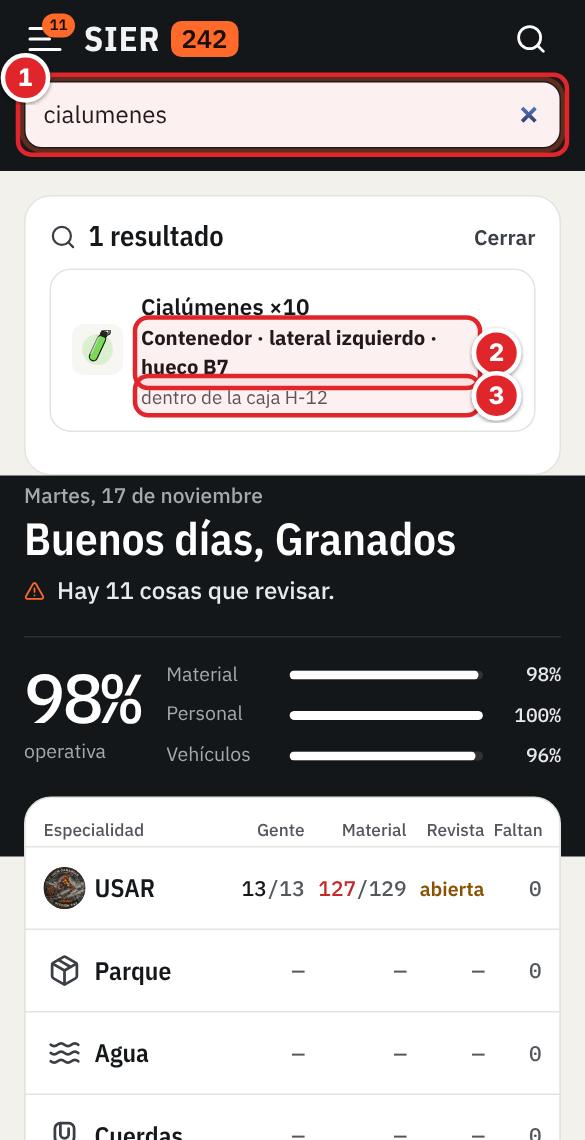 11
SIER 242
1
cialumenes ×
1 resultado Cerrar
Cialúmenes ×10
Contenedor · lateral izquierdo ·
hueco B7
2
dentro de la caja H-12
3
Martes, 17 de noviembre
Buenos días, Granados
Hay 11 cosas que revisar.
98%
operativa
Material 98%
Personal 100%
Vehículos 96%
Especialidad Gente Material Revista Faltan
USAR 13/13 127/129 abierta 0
Parque – – – 0
Agua – – – 0
Cuerdas – – – 0